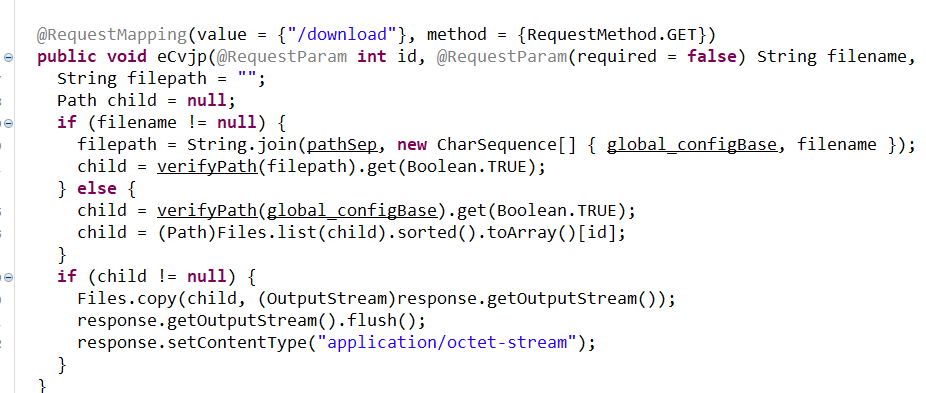 @RequestMapping(value = {"/download"}, method = {RequestMethod.GET})
public void eCvjp(@RequestParam int id, @RequestParam(required = false) String filename,
String filepath = "";
Path child = null;
if (filename != null) {
filepath = String.join(pathSep, new CharSequence[] { global_configBase, filename });
child = verifyPath(filepath).get(Boolean.TRUE);
} else {
child = verifyPath(global_configBase).get(Boolean.TRUE);
child = (Path)Files.list(child).sorted().toArray()[id];
}
if (child != null) {
Files.copy(child, (OutputStream)response.getOutputStream());
response.getOutputStream().flush();
response.setContentType("application/octet-stream");
}
}